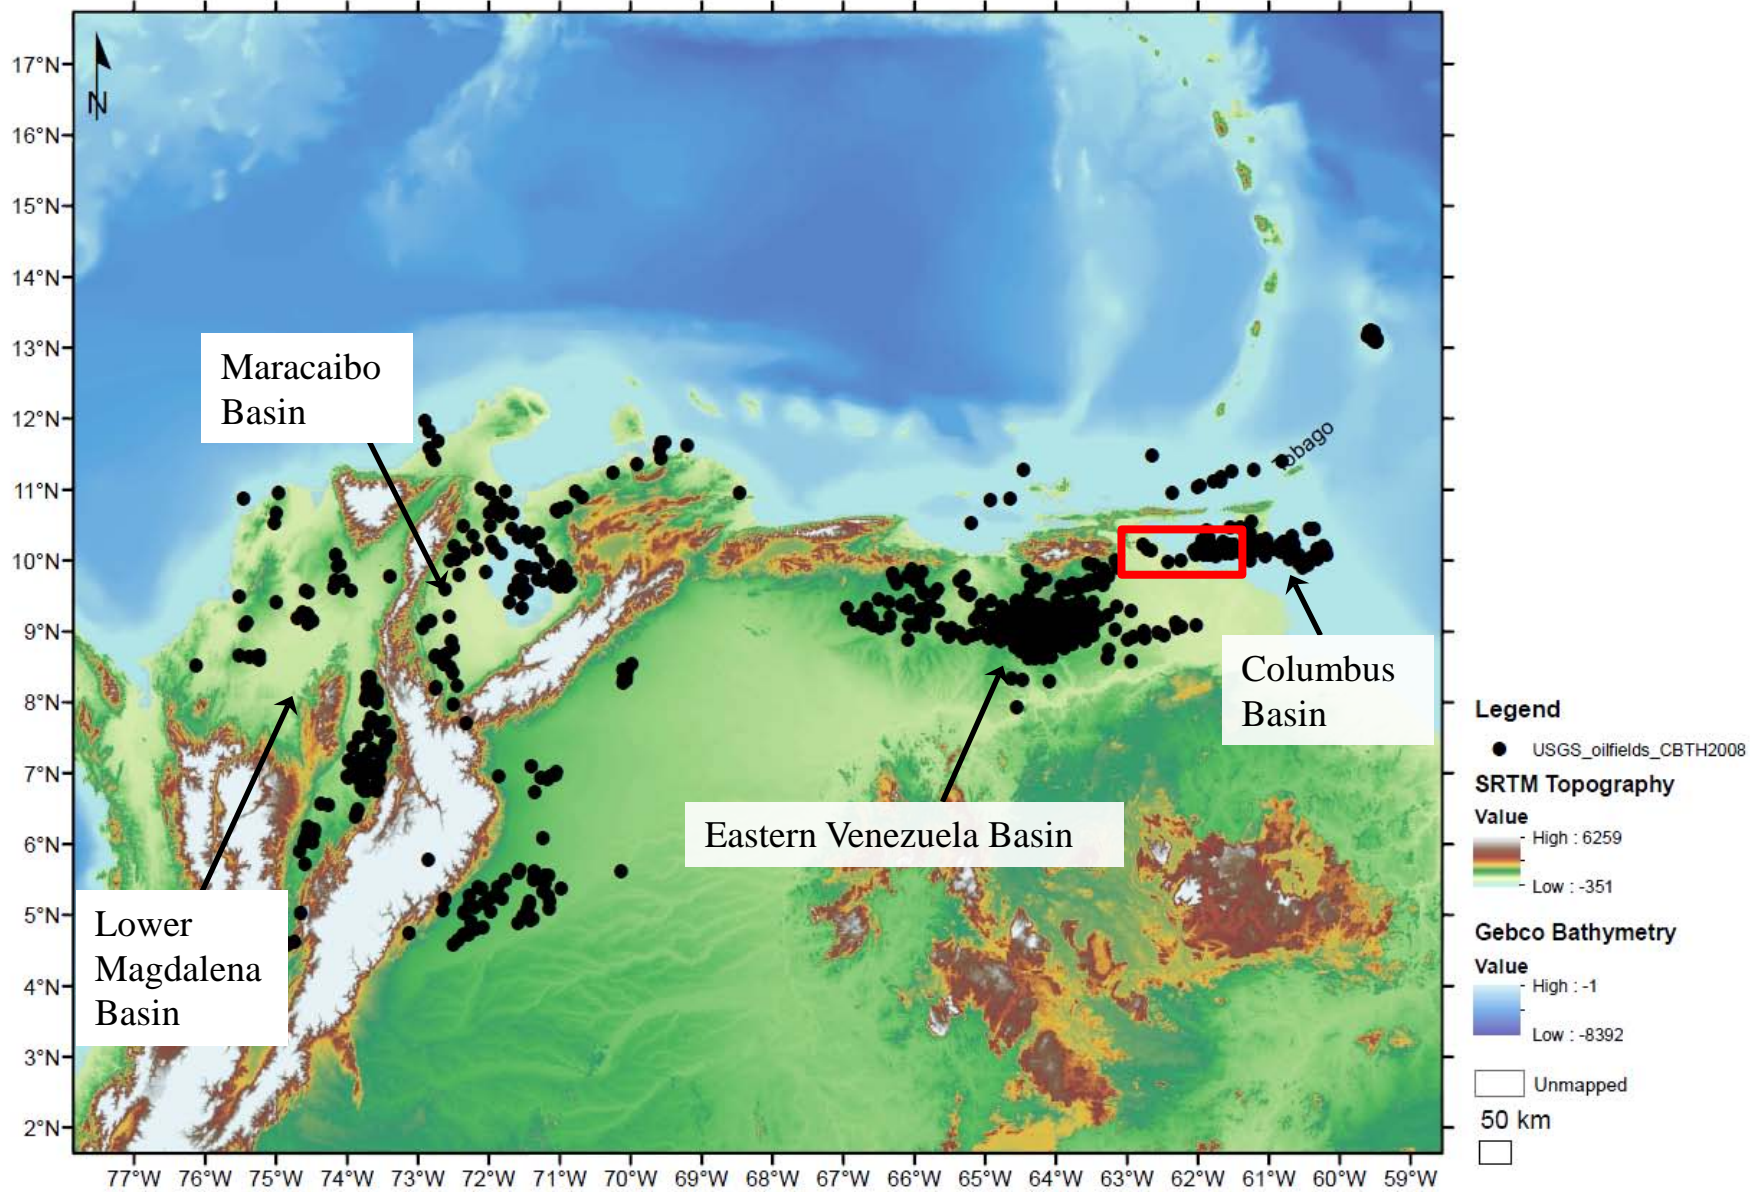 N
17°N
16°N
15°N
14°N
13°N
12°N
11°N
10°N
9°N
8°N
7°N
6°N
5°N
4°N
3°N
2°N
Maracaibo
Basin
Tobago
Columbus
Basin
Eastern Venezuela Basin
Lower
Magdalena
Basin
77°W 76°W 75°W 74°W 73°W 72°W 71°W 70°W 69°W 68°W 67°W 66°W 65°W 64°W 63°W 62°W 61°W 60°W 59°W
Legend
USGS_oilfields_CBTH2008
SRTM Topography
Value
High : 6259
Low : -351
Gebco Bathymetry
Value
High : -1
Low : -8392
Unmapped
50 km